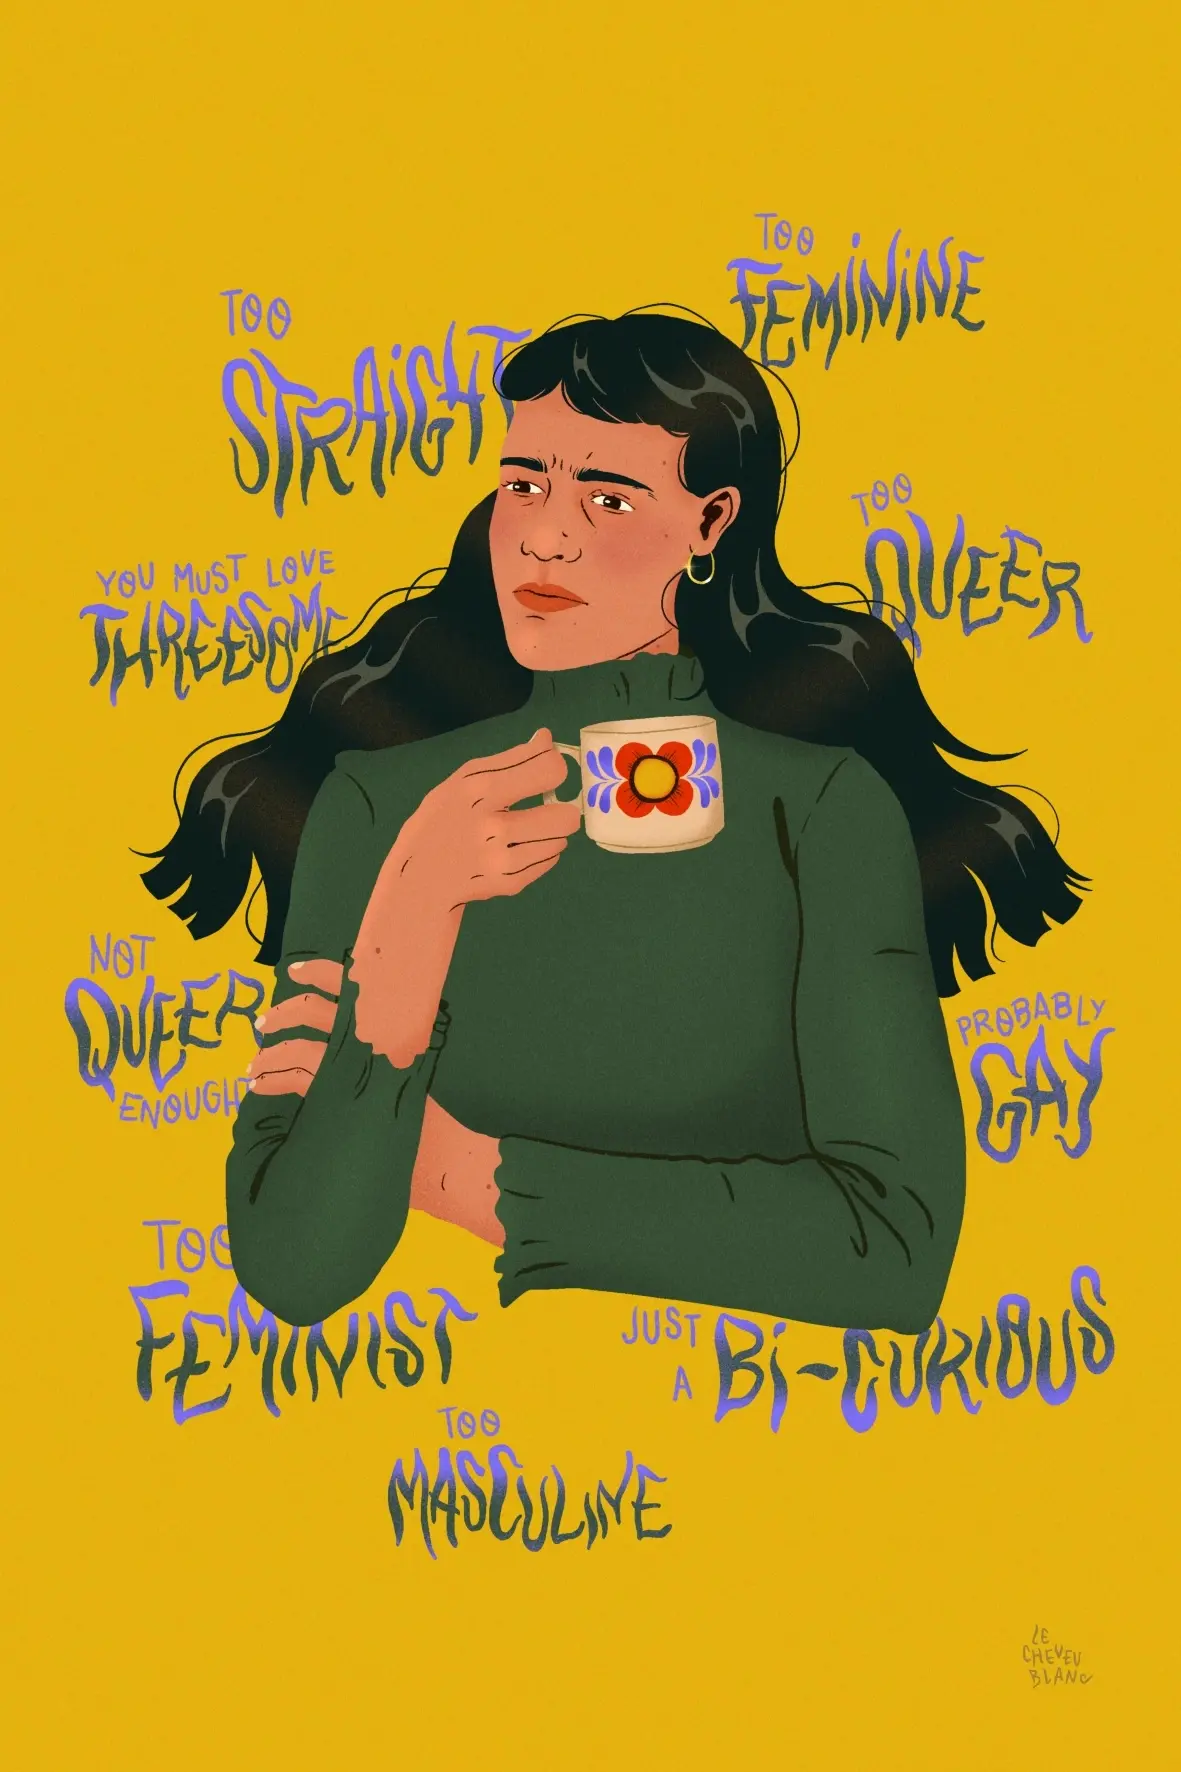 TOO
FEMININE
TOO
STRAIGHT
TOO
QUEER
YOU MUST LOVE
THREESOME
NOT
QUEER
ENOUGH
PROBABLY
GAY
TOO
FEMINIST
JUST
A BI-CURIOUS
TOO
MASCULINE
LE
CHEVEU
BLANC